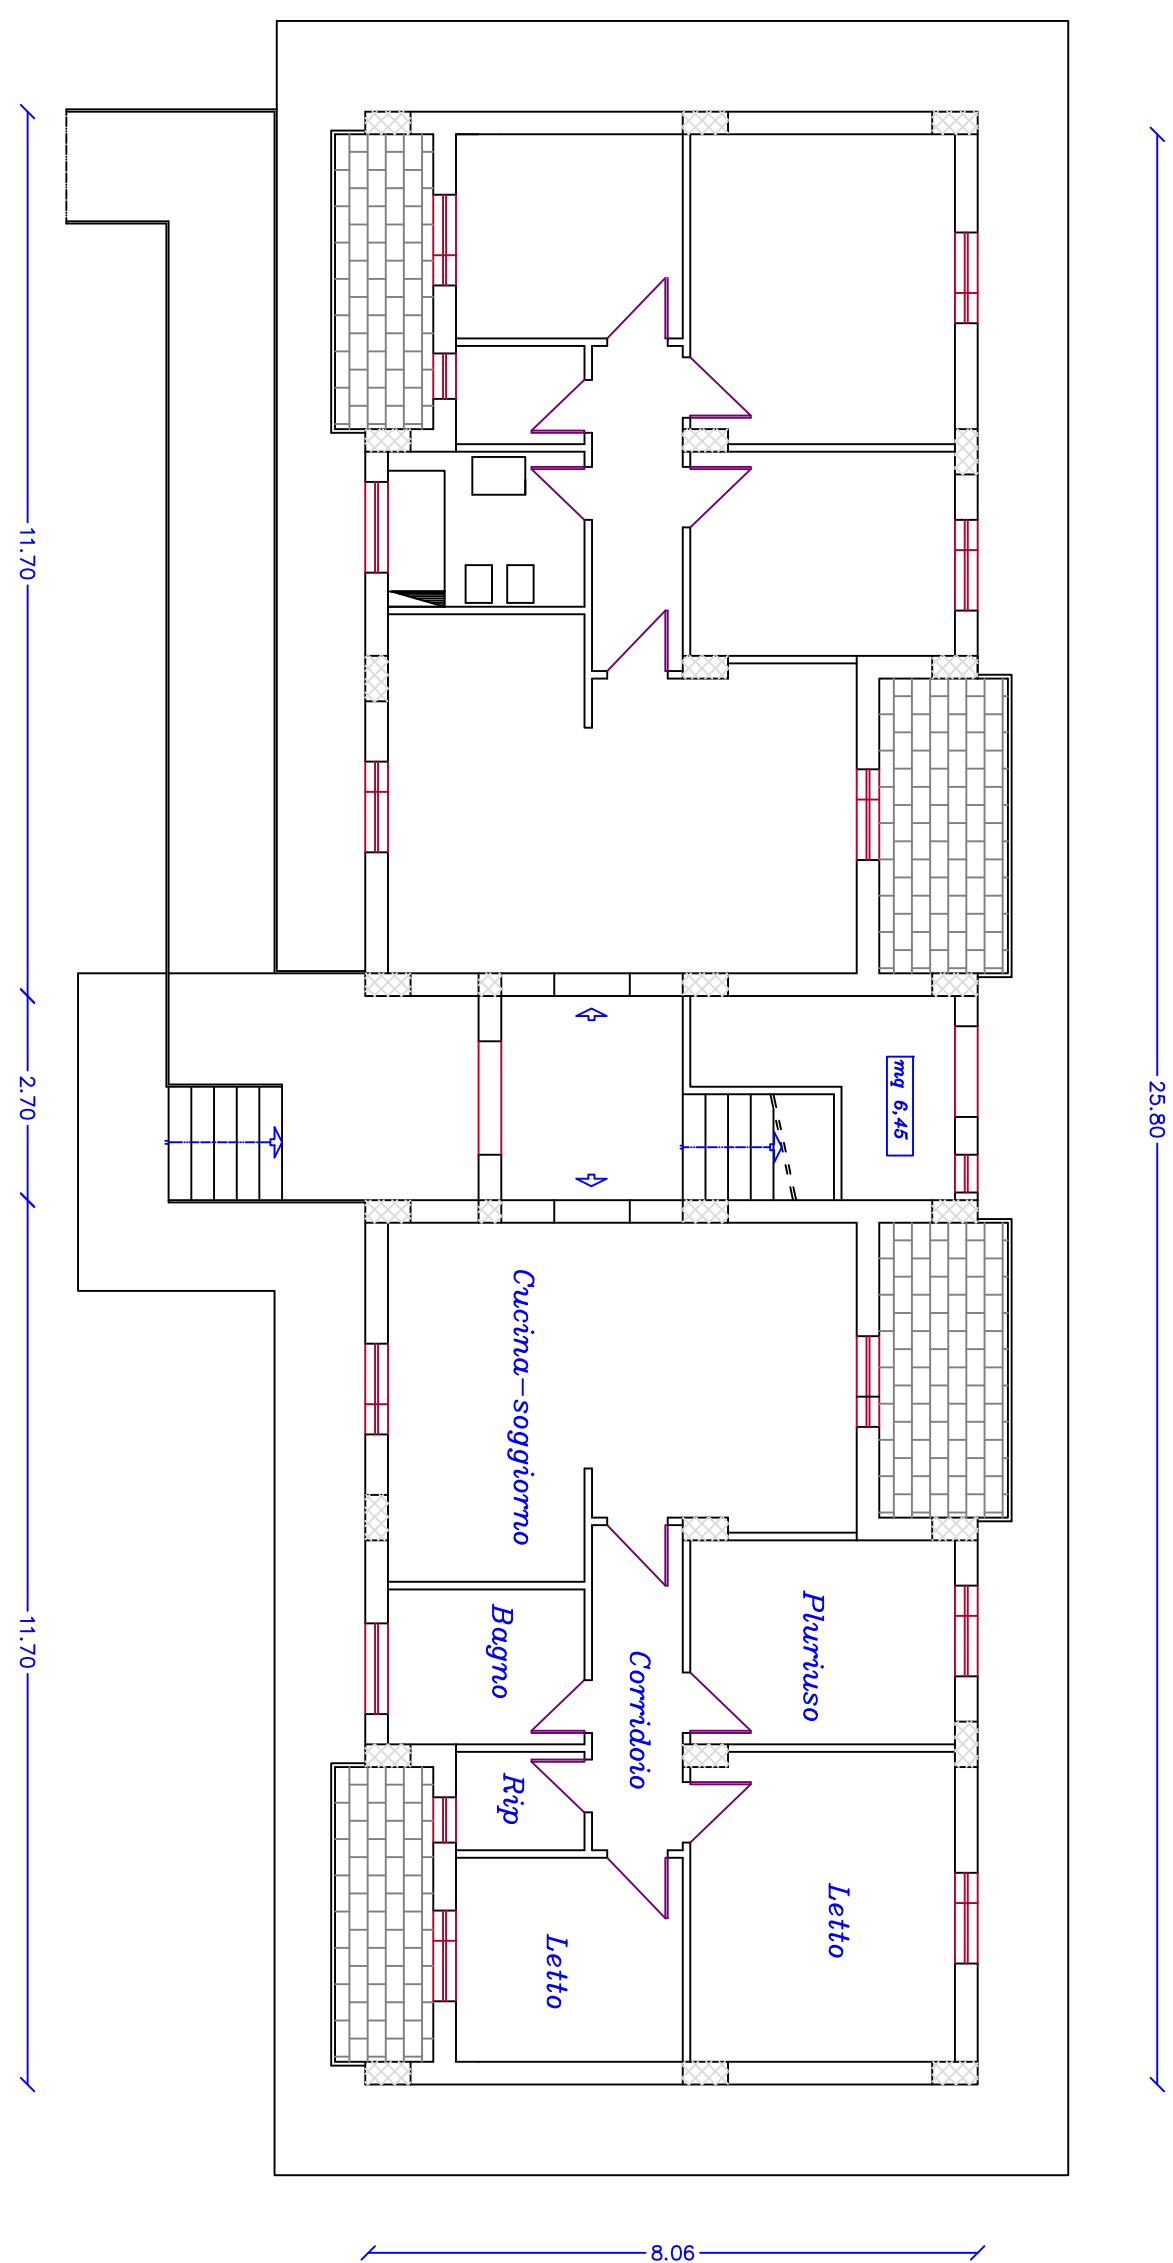 25.80
11.70
2.70
11.70
mq 6,45
Cucina-soggiorno
Pluriuso
Bagno
Corridoio
Rip
Letto
Letto
8.06